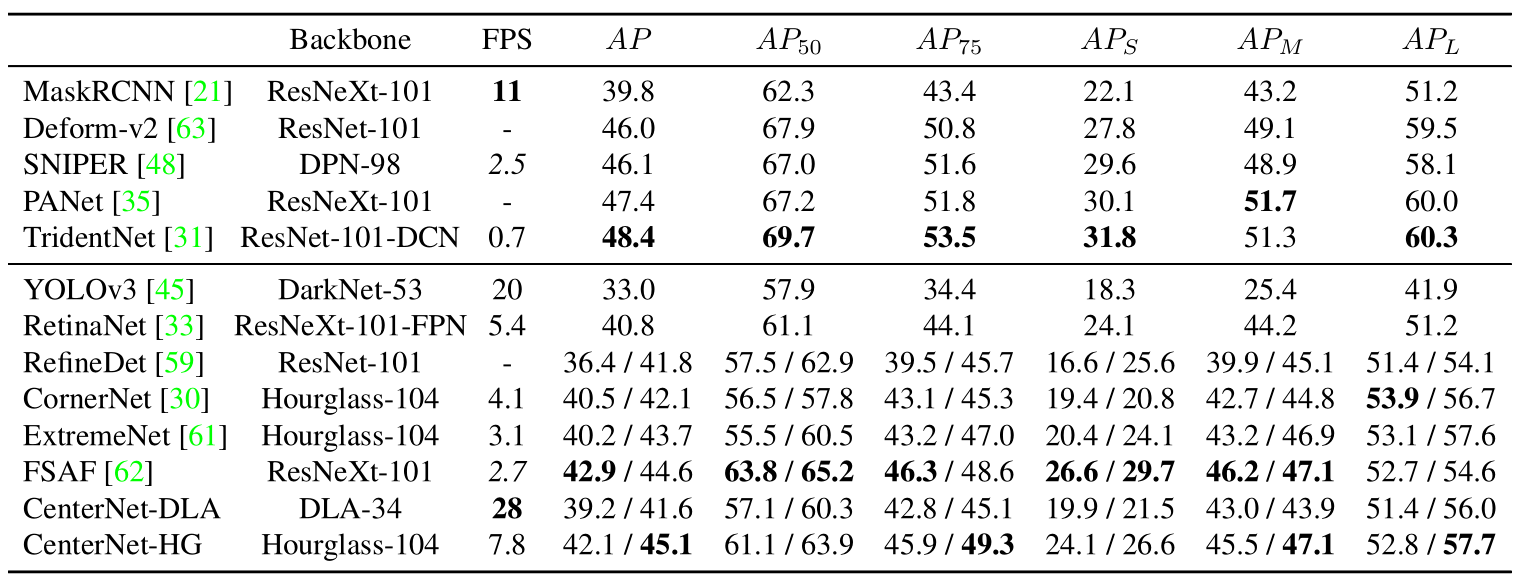 Backbone FPS AP AP50 AP75 APS APM APL
MaskRCNN [21] ResNeXt-101 11 39.8 62.3 43.4 22.1 43.2 51.2
Deform-v2 [63] ResNet-101 - 46.0 67.9 50.8 27.8 49.1 59.5
SNIPER [48] DPN-98 2.5 46.1 67.0 51.6 29.6 48.9 58.1
PANet [35] ResNeXt-101 - 47.4 67.2 51.8 30.1 51.7 60.0
TridentNet [31] ResNet-101-DCN 0.7 48.4 69.7 53.5 31.8 51.3 60.3
YOLOv3 [45] DarkNet-53 20 33.0 57.9 34.4 18.3 25.4 41.9
RetinaNet [33] ResNeXt-101-FPN 5.4 40.8 61.1 44.1 24.1 44.2 51.2
RefineDet [59] ResNet-101 - 36.4 / 41.8 57.5 / 62.9 39.5 / 45.7 16.6 / 25.6 39.9 / 45.1 51.4 / 54.1
CornerNet [30] Hourglass-104 4.1 40.5 / 42.1 56.5 / 57.8 43.1 / 45.3 19.4 / 20.8 42.7 / 44.8 53.9 / 56.7
ExtremeNet [61] Hourglass-104 3.1 40.2 / 43.7 55.5 / 60.5 43.2 / 47.0 20.4 / 24.1 43.2 / 46.9 53.1 / 57.6
FSAF [62] ResNeXt-101 2.7 42.9 / 44.6 63.8 / 65.2 46.3 / 48.6 26.6 / 29.7 46.2 / 47.1 52.7 / 54.6
CenterNet-DLA DLA-34 28 39.2 / 41.6 57.1 / 60.3 42.8 / 45.1 19.9 / 21.5 43.0 / 43.9 51.4 / 56.0
CenterNet-HG Hourglass-104 7.8 42.1 / 45.1 61.1 / 63.9 45.9 / 49.3 24.1 / 26.6 45.5 / 47.1 52.8 / 57.7